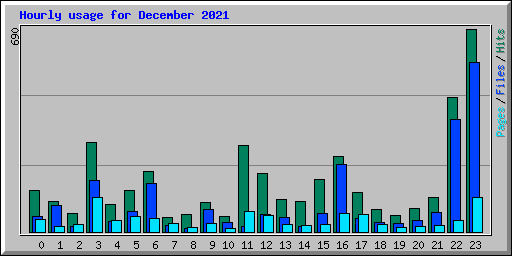 Hourly usage for December 2021
690
Pages/Files/Hits
0 1 2 3 4 5 6 7 8 9 10 11 12 13 14 15 16 17 18 19 20 21 22 23